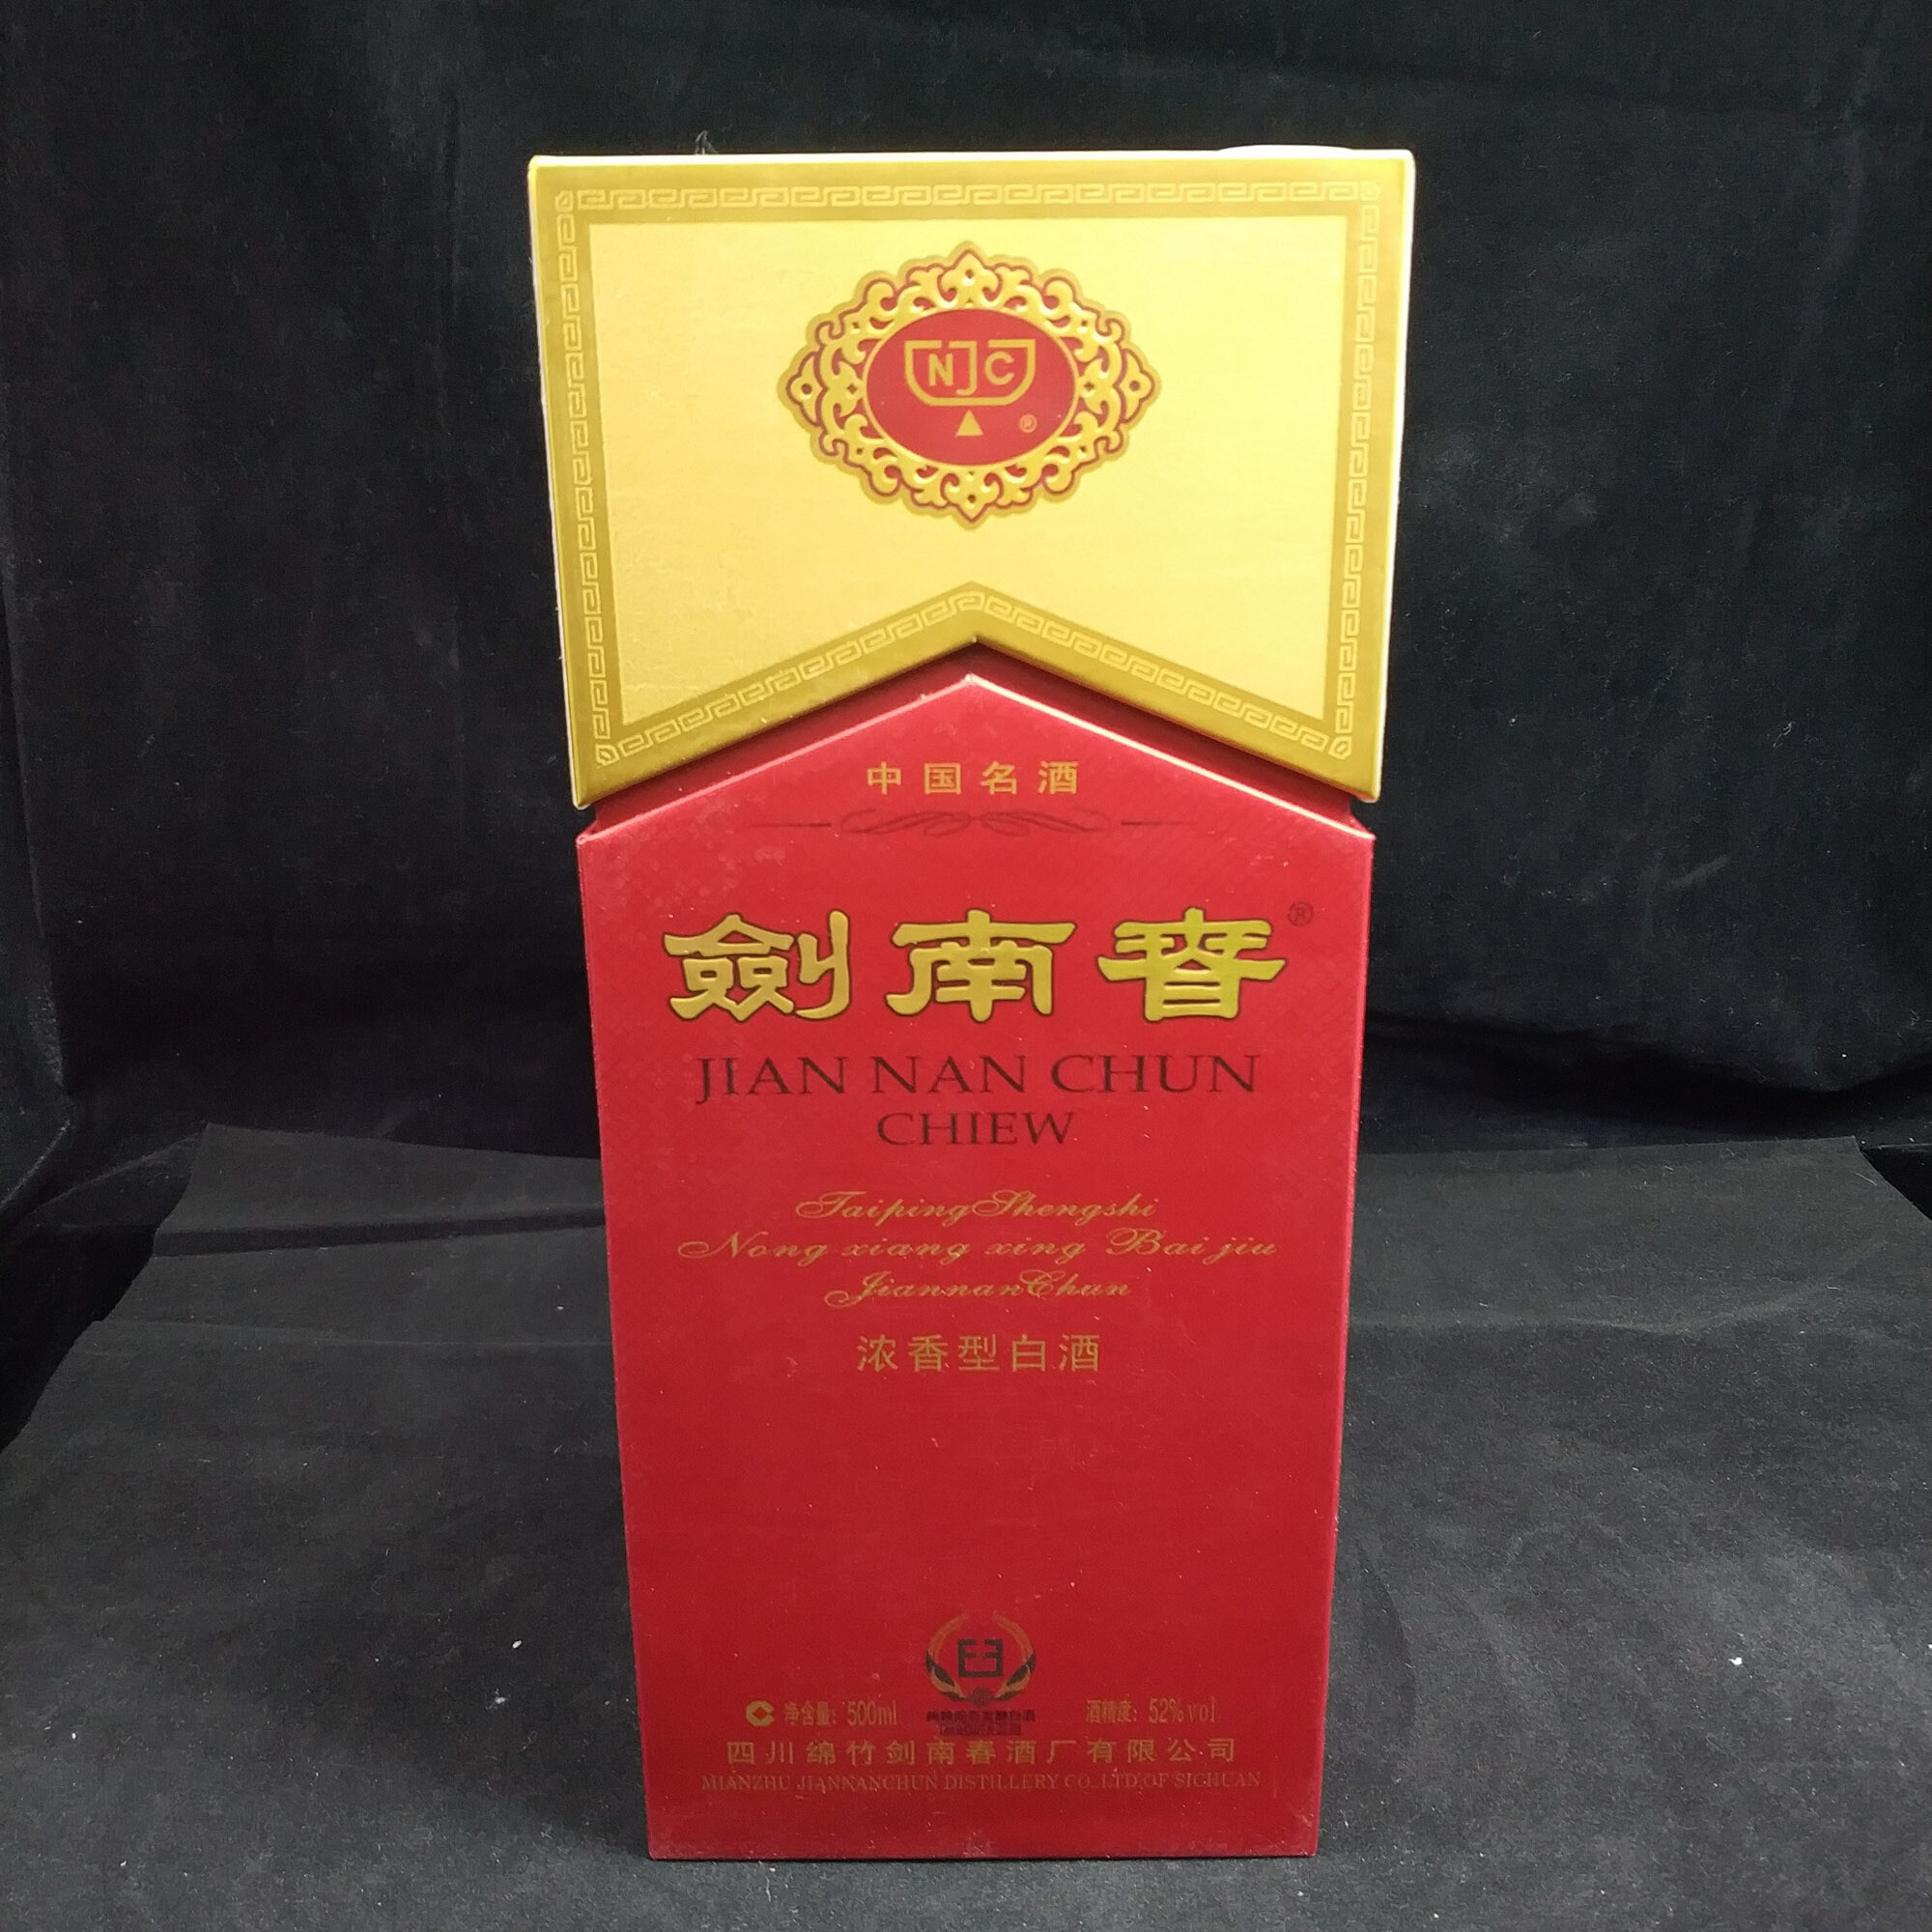 NJC
®
中国名酒
劍南春®
JIAN NAN CHUN
CHIEW
TaipingShengshi
Nong xiang xing Bai jiu
JiannanChun
浓香型白酒
净含量：500ml 酒精度：52%vol
四川绵竹剑南春酒厂有限公司
MIANZHU JIANNANCHUN DISTILLERY CO.,LTD,OF SICHUAN